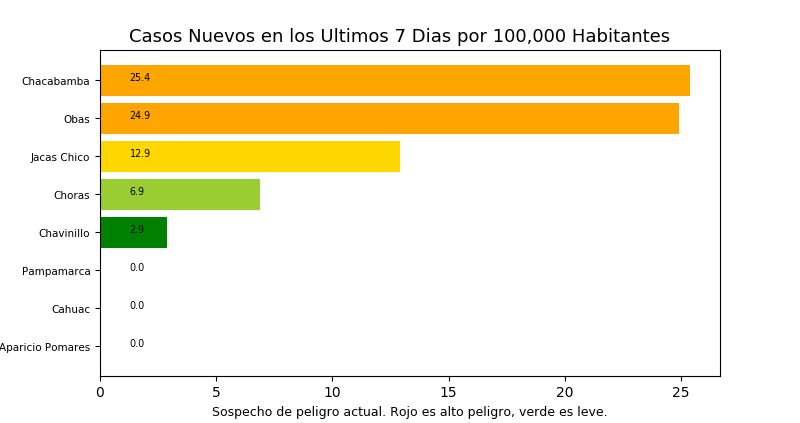 Casos Nuevos en los Ultimos 7 Dias por 100,000 Habitantes
Chacabamba 25.4
Obas 24.9
Jacas Chico 12.9
Choras 6.9
Chavinillo 2.9
Pampamarca 0.0
Cahuac 0.0
Aparicio Pomares 0.0
0 5 10 15 20 25
Sospecho de peligro actual. Rojo es alto peligro, verde es leve.